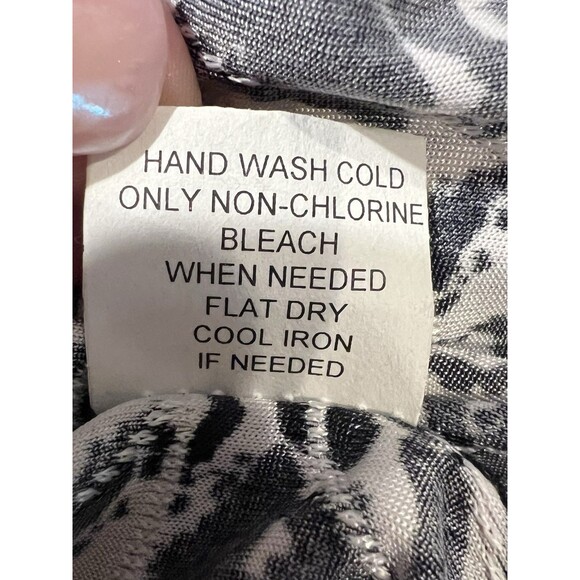 HAND WASH COLD
ONLY NON-CHLORINE
BLEACH
WHEN NEEDED
FLAT DRY
COOL IRON
IF NEEDED